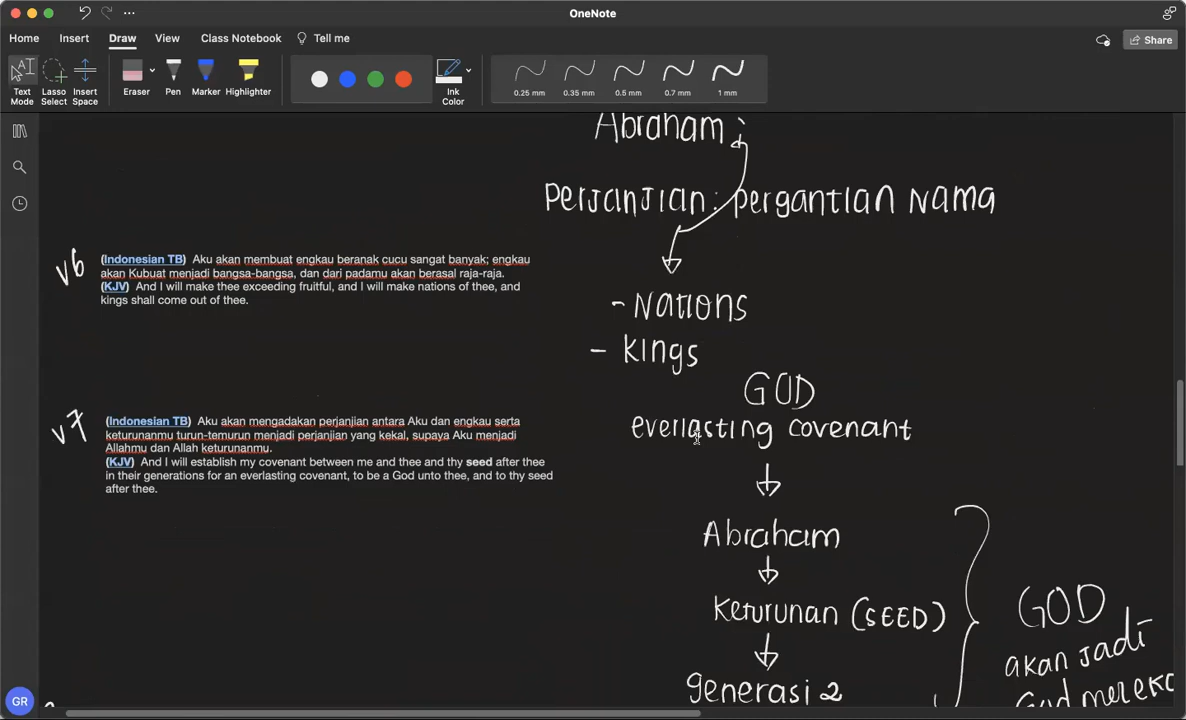 OneNote
Home Insert Draw View Class Notebook Tell me
Share
Text Mode
Lasso Select
Insert Space
Eraser
Pen
Marker
Highlighter
Ink Color
0.25 mm 0.35 mm 0.5 mm 0.7 mm 1 mm
Abraham :
Perjanjian : pergantian Nama
v6
(Indonesian TB) Aku akan membuat engkau beranak cucu sangat banyak; engkau
akan Kubuat menjadi bangsa-bangsa, dan dari padamu akan berasal raja-raja.
(KJV) And I will make thee exceeding fruitful, and I will make nations of thee, and
kings shall come out of thee.
- Nations
- Kings
GOD
everlasting covenant
v7
(Indonesian TB) Aku akan mengadakan perjanjian antara Aku dan engkau serta
keturunanmu turun-temurun menjadi perjanjian yang kekal, supaya Aku menjadi
Allahmu dan Allah keturunanmu.
(KJV) And I will establish my covenant between me and thee and thy seed after thee
in their generations for an everlasting covenant, to be a God unto thee, and to thy seed
after thee.
Abraham
Keturunan (SEED)
generasi 2
GOD
akan jadi
God mereka
GR